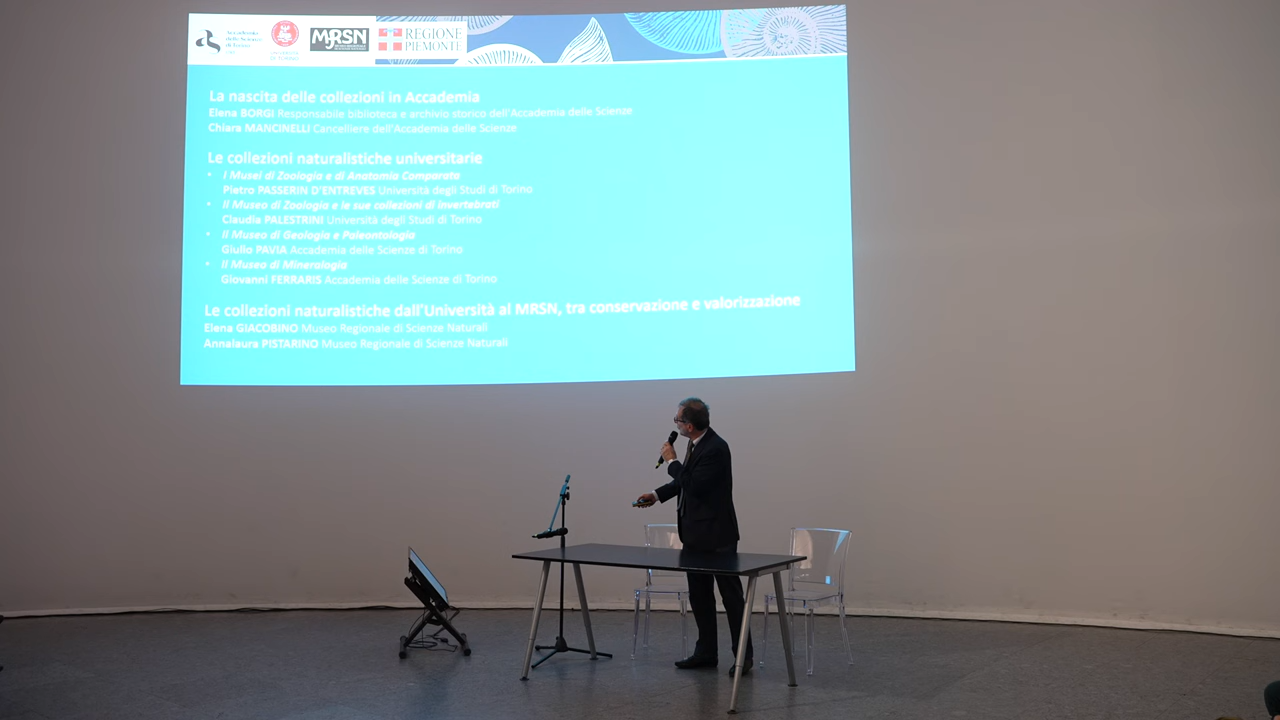 Accademia
delle Scienze
di Torino
UNIVERSITÀ
DI TORINO
MRSN
REGIONE
PIEMONTE
La nascita delle collezioni in Accademia
Elena BORGI Responsabile biblioteca e archivio storico dell'Accademia delle Scienze
Chiara MANCINELLI Cancelliere dell'Accademia delle Scienze
Le collezioni naturalistiche universitarie
• I Musei di Zoologia e di Anatomia Comparata
Pietro PASSERIN D'ENTREVES Università degli Studi di Torino
• Il Museo di Zoologia e le sue collezioni di invertebrati
Claudia PALESTRINI Università degli Studi di Torino
• Il Museo di Geologia e Paleontologia
Giulio PAVIA Accademia delle Scienze di Torino
• Il Museo di Mineralogia
Giovanni FERRARIS Accademia delle Scienze di Torino
Le collezioni naturalistiche dall'Università al MRSN, tra conservazione e valorizzazione
Elena GIACOBINO Museo Regionale di Scienze Naturali
Annalaura PISTARINO Museo Regionale di Scienze Naturali